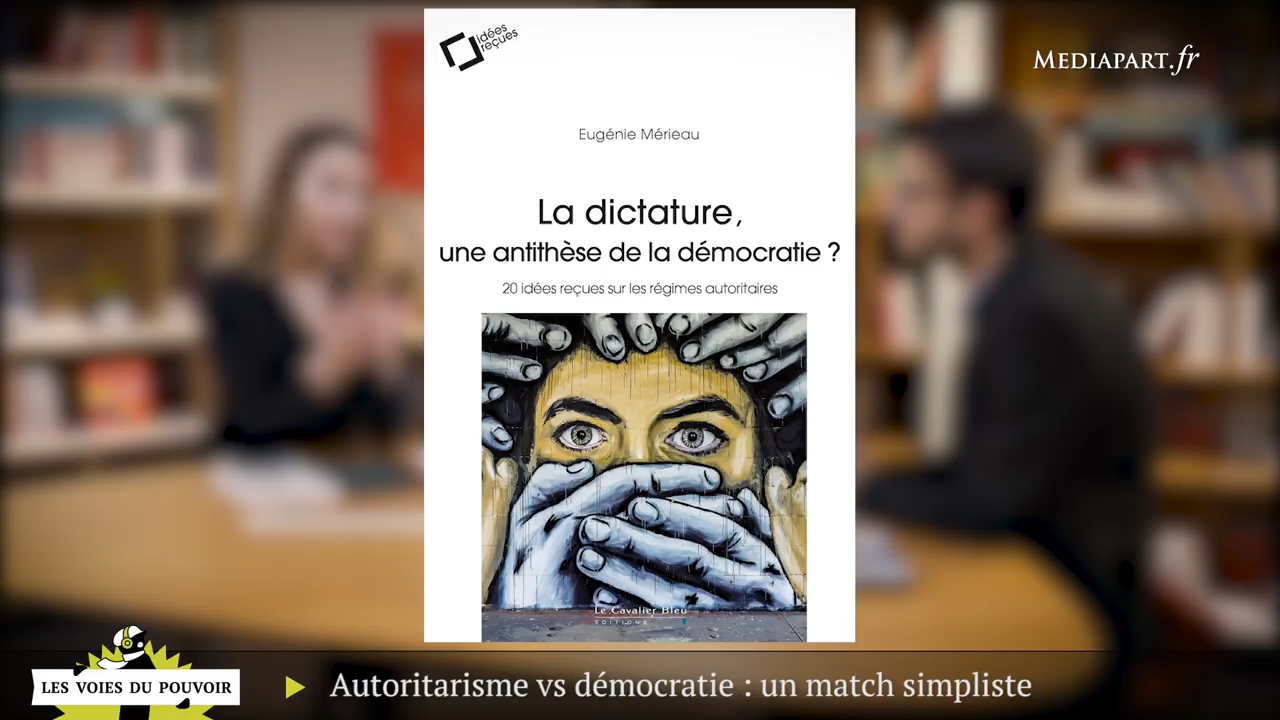 idées
reçues
MEDIAPART.fr
Eugénie Mérieau
La dictature,
une antithèse de la démocratie ?
20 idées reçues sur les régimes autoritaires
Le Cavalier Bleu
EDITIONS
LES VOIES DU POUVOIR
Autoritarisme vs démocratie : un match simpliste